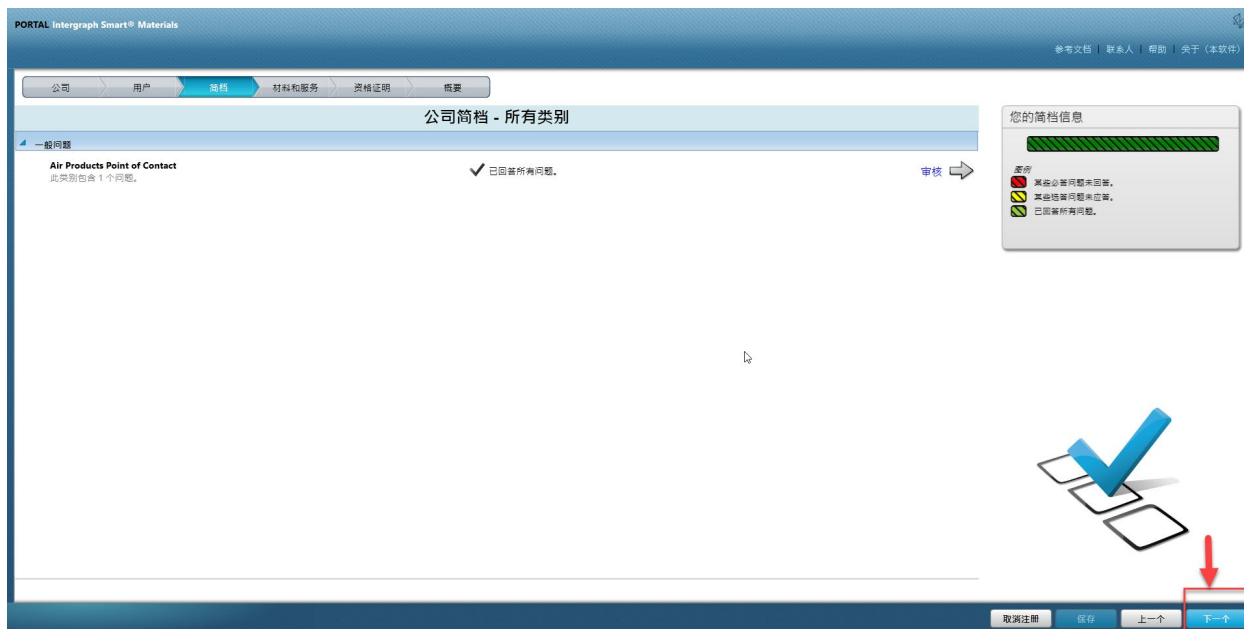 PORTAL Intergraph Smart® Materials
参考文档 | 联系人 | 帮助 | 关于（本软件）
公司 用户 简档 材料和服务 资格证明 概要
公司简档 - 所有类别
您的简档信息
一般问题
Air Products Point of Contact
此类别包含 1 个问题。
已回答所有问题。
审核
图例
某些必答问题未回答。
某些选答问题未应答。
已回答所有问题。
取消注册 保存 上一个 下一个